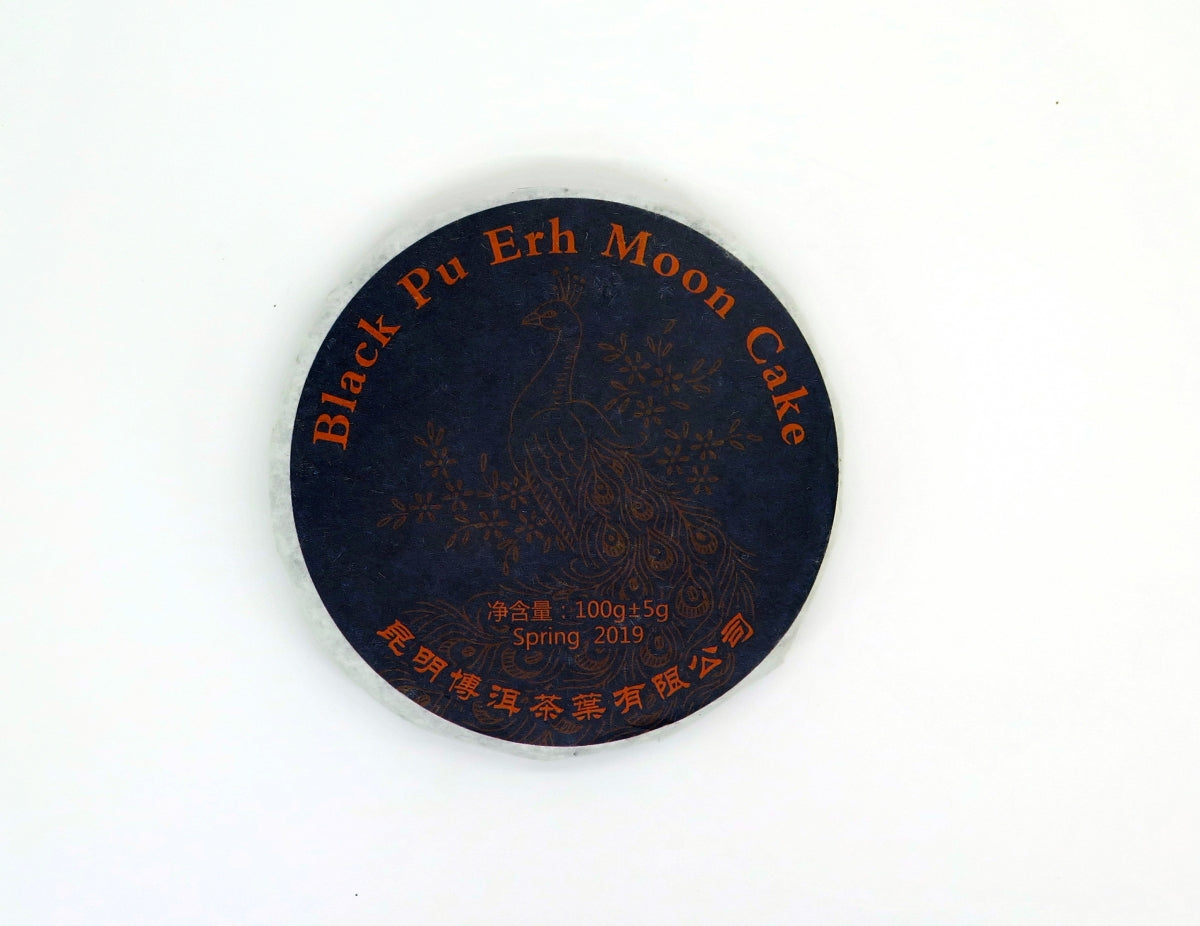 Black Pu Erh Moon Cake
净含量：100g±5g
Spring 2019
昆明博洱茶葉有限公司